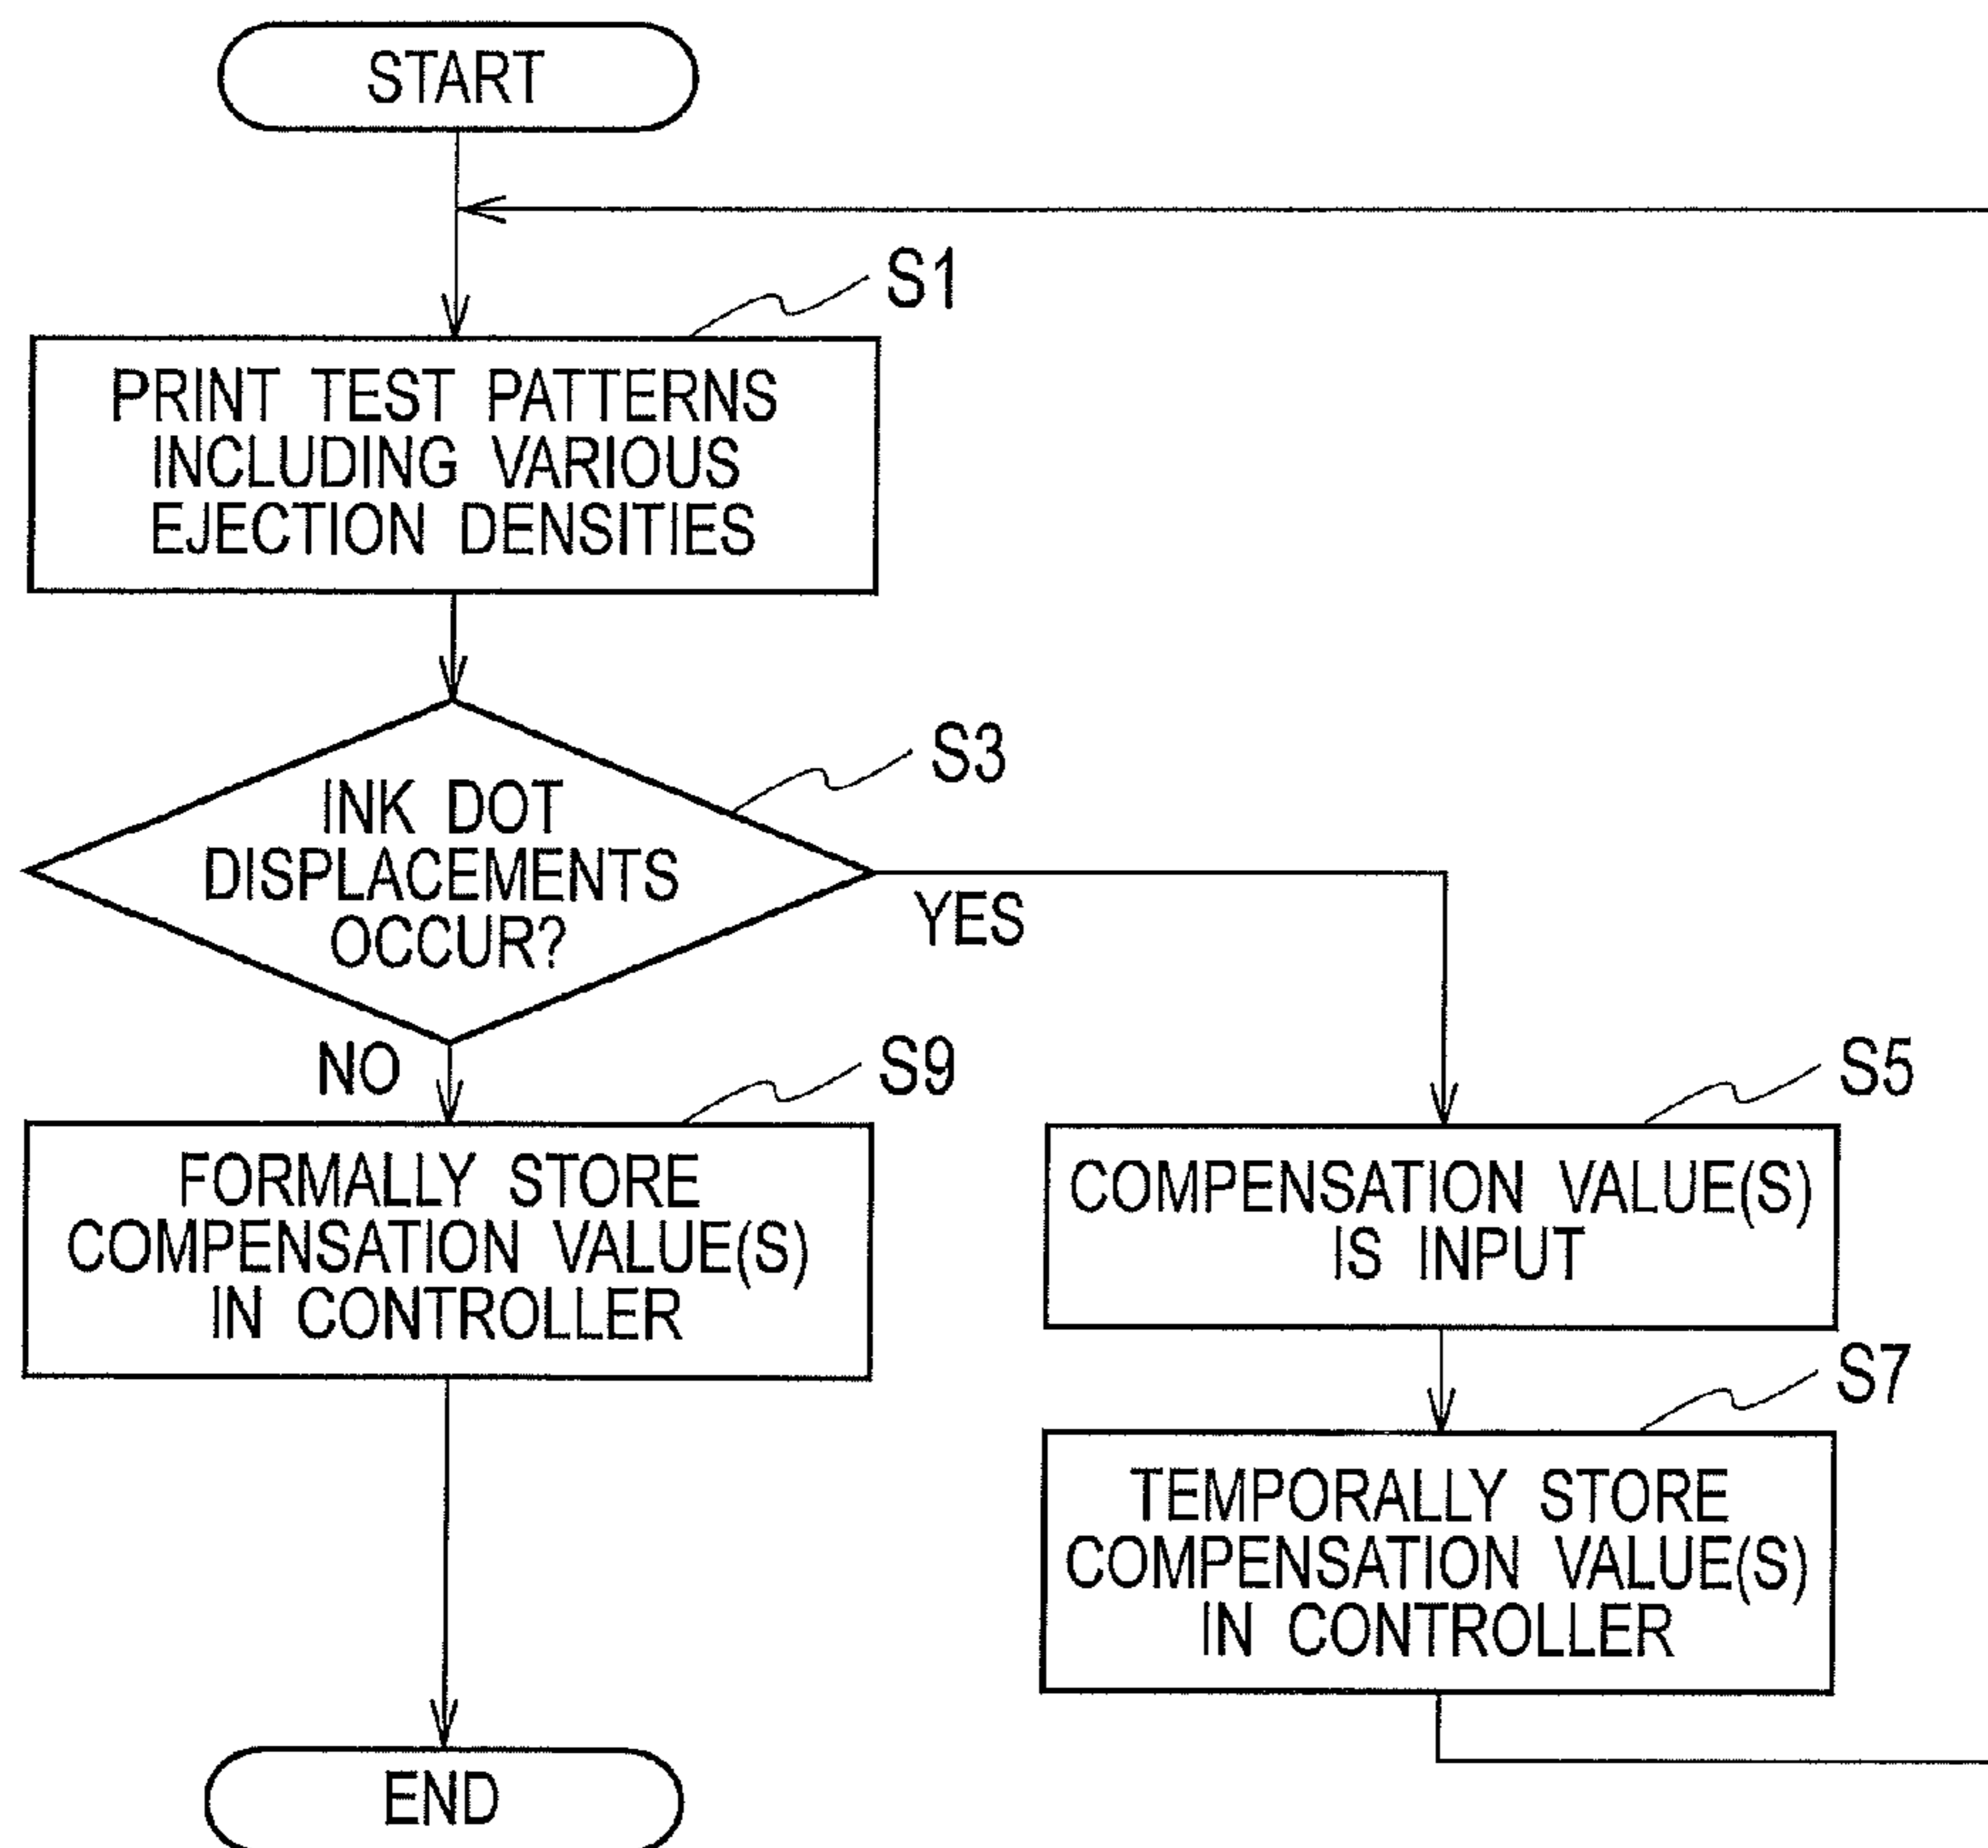 START
S1
PRINT TEST PATTERNS
INCLUDING VARIOUS
EJECTION DENSITIES
S3
INK DOT
DISPLACEMENTS
OCCUR?
YES
NO
S9
FORMALLY STORE
COMPENSATION VALUE(S)
IN CONTROLLER
S5
COMPENSATION VALUE(S)
IS INPUT
S7
TEMPORALLY STORE
COMPENSATION VALUE(S)
IN CONTROLLER
END